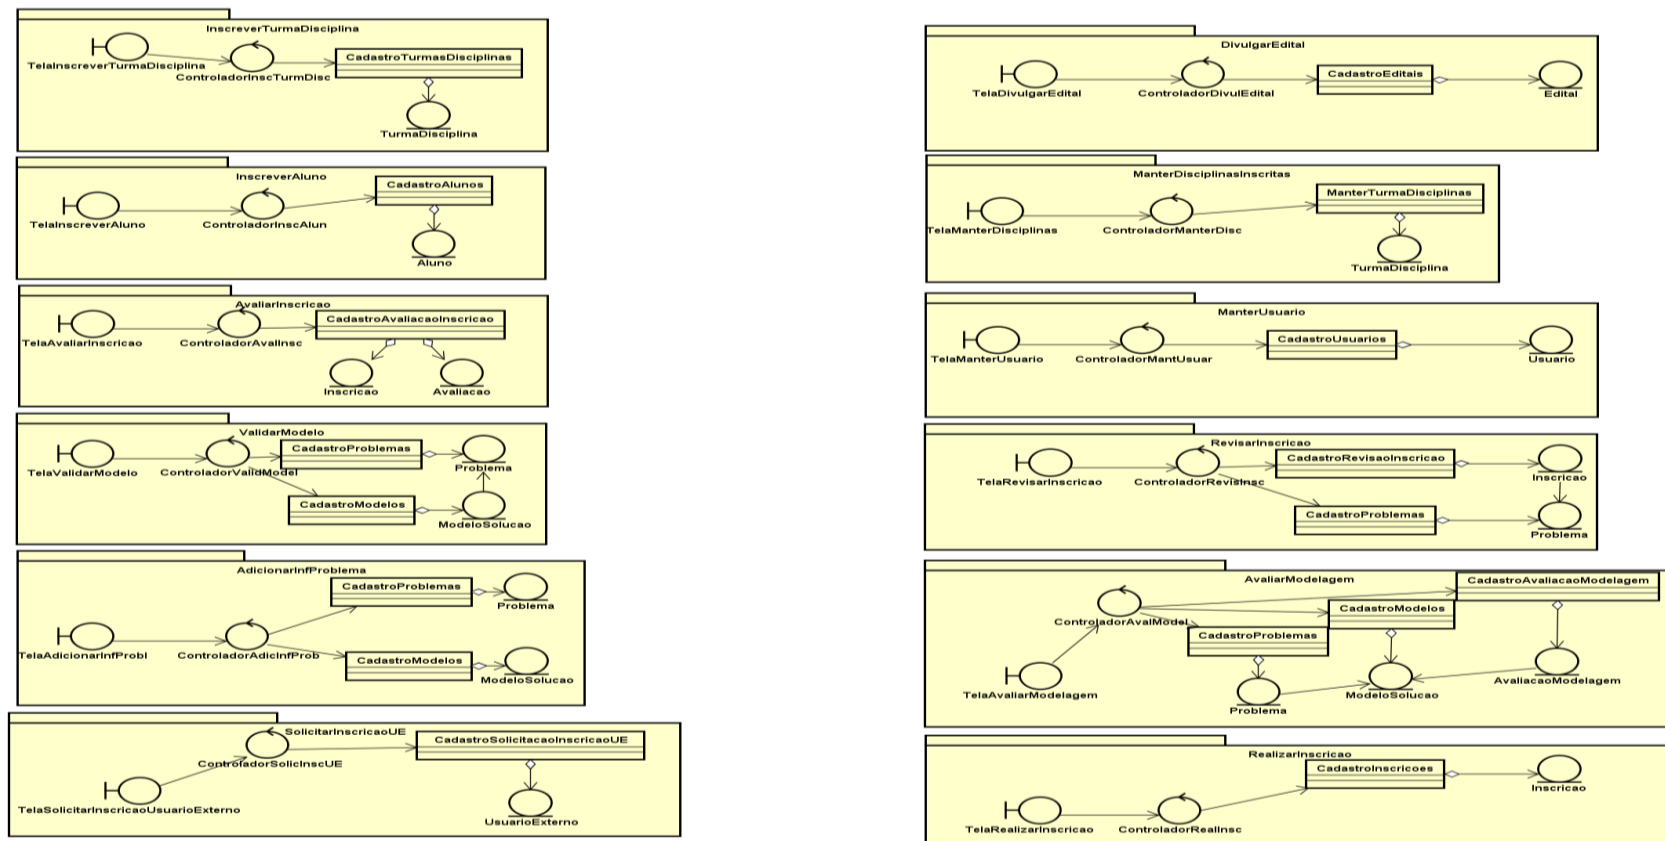 InscreverTurmaDisciplina
TelaInscreverTurmaDisciplina
ControladorInscTurmDisc
CadastroTurmasDisciplinas
TurmaDisciplina
InscreverAluno
TelaInscreverAluno
ControladorInscAlun
CadastroAlunos
Aluno
AvaliarInscricao
TelaAvaliarInscricao
ControladorAvalInsc
CadastroAvaliacaoInscricao
Inscricao
Avaliacao
ValidarModelo
TelaValidarModelo
ControladorValidModel
CadastroProblemas
Problema
CadastroModelos
ModeloSolucao
AdicionarInfProblema
CadastroProblemas
Problema
TelaAdicionarInfProbl
ControladorAdicInfProb
CadastroModelos
ModeloSolucao
SolicitarInscricaoUE
ControladorSolicInscUE
CadastroSolicitacaoInscricaoUE
TelaSolicitarInscricaoUsuarioExterno
UsuarioExterno
DivulgarEdital
TelaDivulgarEdital
ControladorDivulEdital
CadastroEditais
Edital
ManterDisciplinasInscritas
TelaManterDisciplinas
ControladorManterDisc
ManterTurmaDisciplinas
TurmaDisciplina
ManterUsuario
TelaManterUsuario
ControladorMantUsuar
CadastroUsuarios
Usuario
RevisarInscricao
TelaRevisarInscricao
ControladorRevisInsc
CadastroRevisaoInscricao
Inscricao
CadastroProblemas
Problema
AvaliarModelagem
CadastroAvaliacaoModelagem
ControladorAvalModel
CadastroModelos
CadastroProblemas
TelaAvaliarModelagem
Problema
ModeloSolucao
AvaliacaoModelagem
RealizarInscricao
CadastroInscricoes
Inscricao
TelaRealizarInscricao
ControladorRealInsc